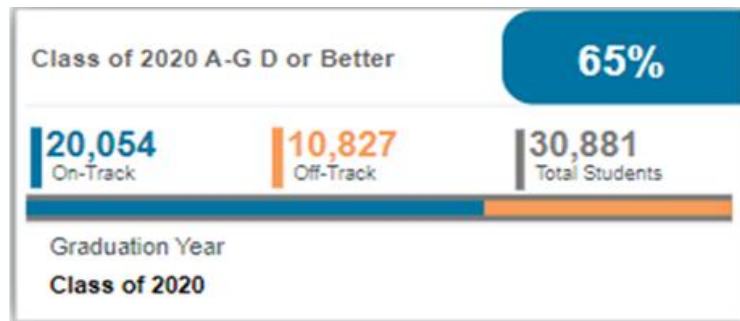 Class of 2020 A-G D or Better
65%
20,054
On-Track
10,827
Off-Track
30,881
Total Students
Graduation Year
Class of 2020